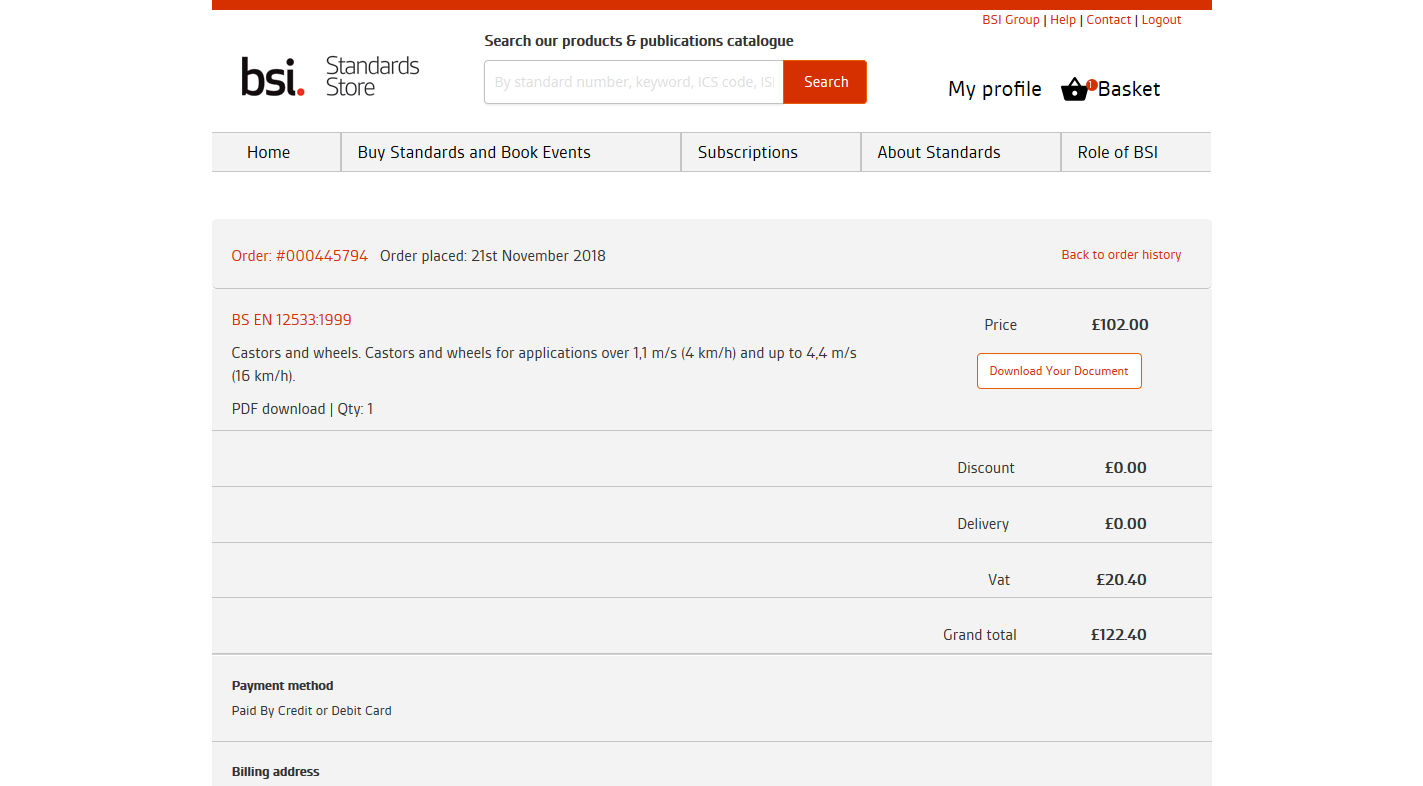 BSI Group | Help | Contact | Logout
Search our products & publications catalogue
bsi. Standards Store
By standard number, keyword, ICS code, ISI
Search
My profile
1
Basket
Home
Buy Standards and Book Events
Subscriptions
About Standards
Role of BSI
Order: #000445794 Order placed: 21st November 2018
Back to order history
BS EN 12533:1999
Price £102.00
Castors and wheels. Castors and wheels for applications over 1,1 m/s (4 km/h) and up to 4,4 m/s
(16 km/h).
Download Your Document
PDF download | Qty: 1
Discount £0.00
Delivery £0.00
Vat £20.40
Grand total £122.40
Payment method
Paid By Credit or Debit Card
Billing address